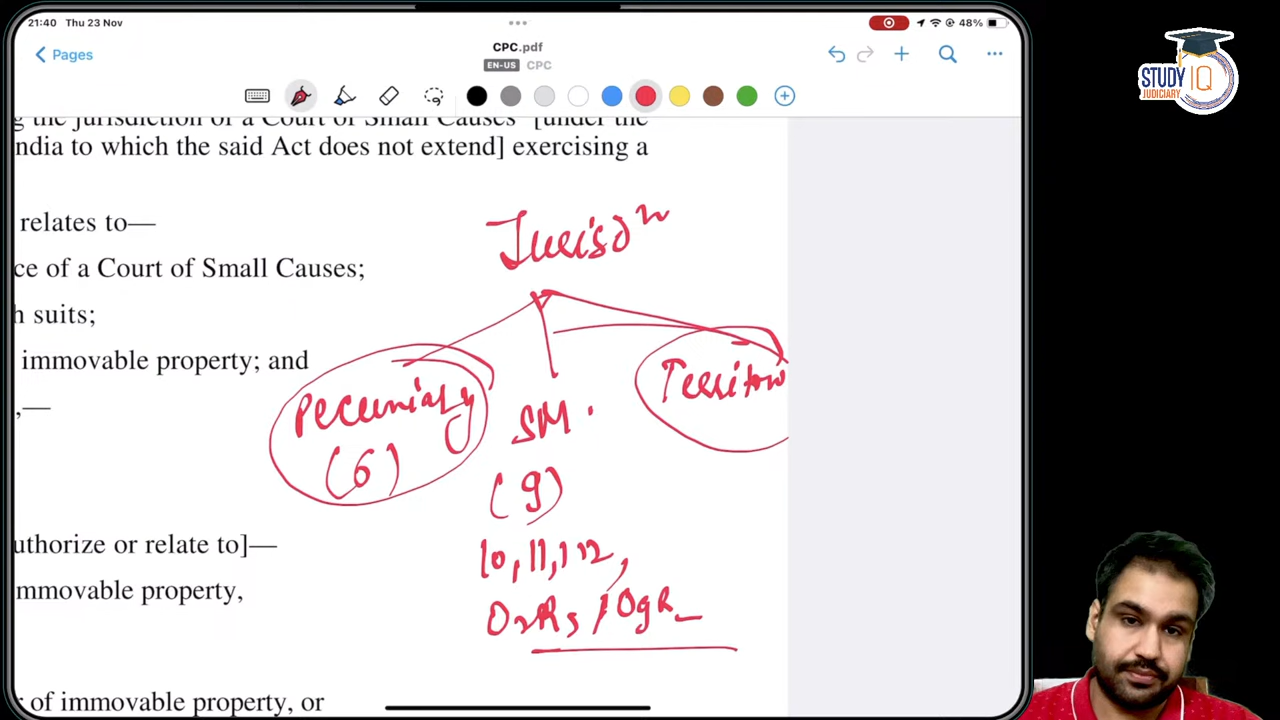 21:40 Thu 23 Nov
48%
Pages
CPC.pdf
EN-US CPC
STUDY IQ
JUDICIARY
g the jurisdiction of a Court of Small Causes [under the
ndia to which the said Act does not extend] exercising a
relates to—
ce of a Court of Small Causes;
h suits;
immovable property; and
,—
uthorize or relate to]—
mmovable property,
r of immovable property, or
Jurisdn
Pecuniary
(6)
SM.
(9)
10, 11, 12,
O2R2 / O9R
Territori